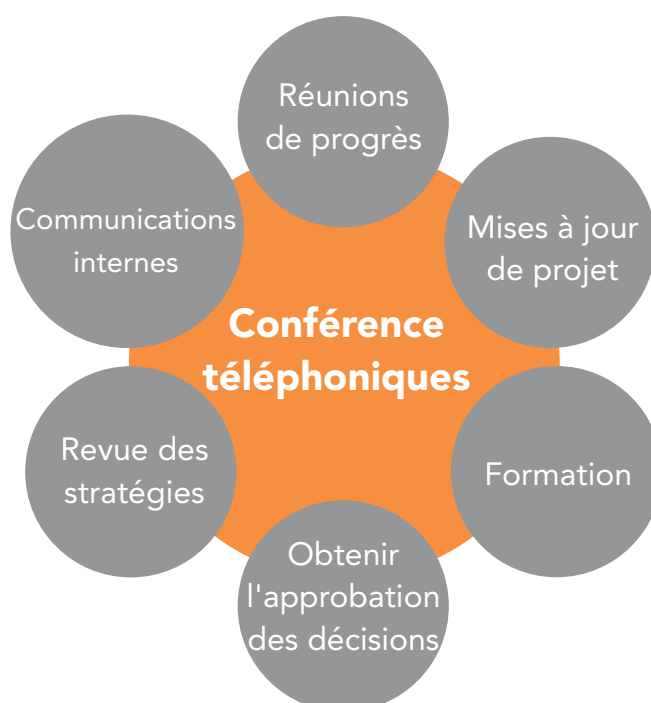 Réunions
de progrès
Communications
internes
Mises à jour
de projet
Conférence
téléphoniques
Revue des
stratégies
Formation
Obtenir
l'approbation
des décisions